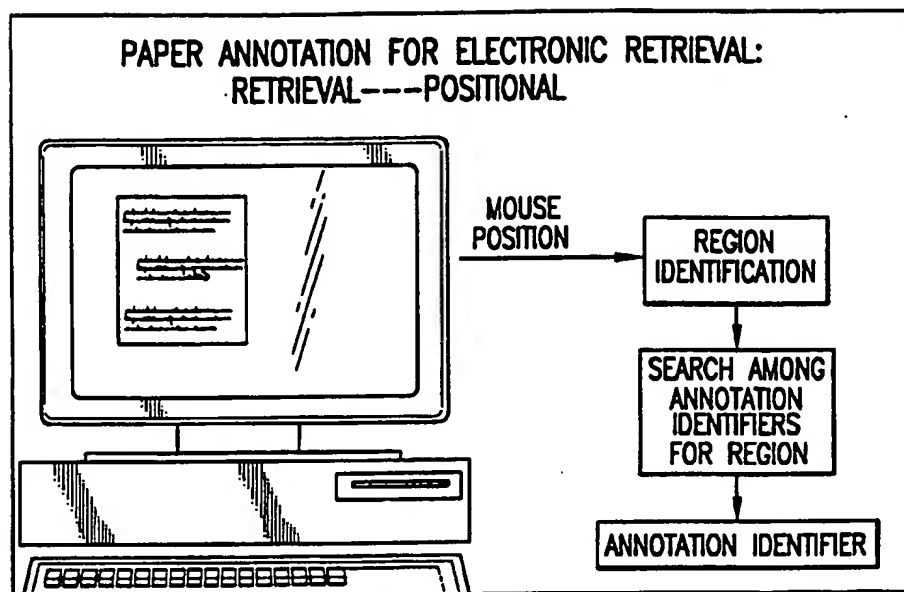 PAPER ANNOTATION FOR ELECTRONIC RETRIEVAL:
RETRIEVAL---POSITIONAL
MOUSE
POSITION
REGION
IDENTIFICATION
SEARCH AMONG
ANNOTATION
IDENTIFIERS
FOR REGION
ANNOTATION IDENTIFIER